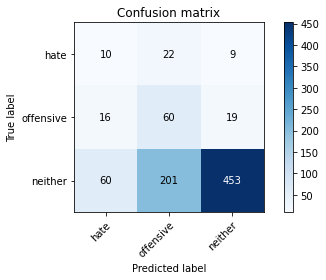 Confusion matrix
True label
hate
10 22 9
offensive
16 60 19
neither
60 201 453
hate
offensive
neither
Predicted label
450
400
350
300
250
200
150
100
50